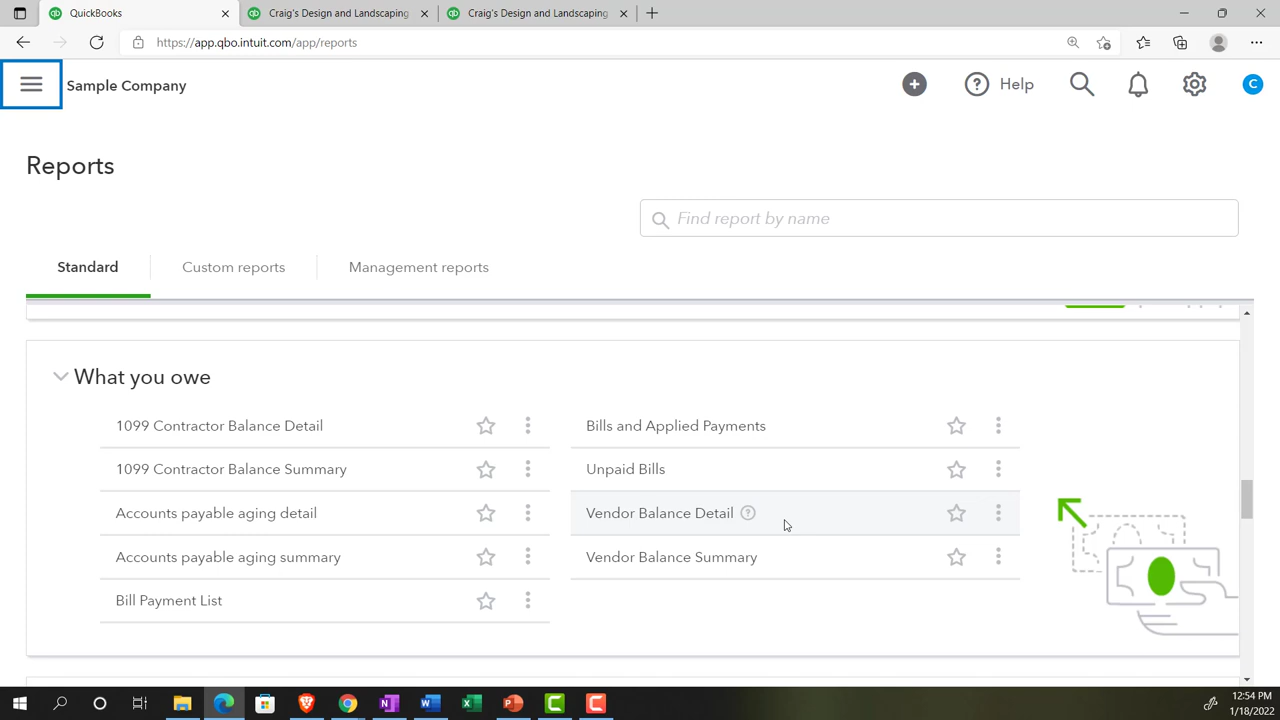 QuickBooks
Craig's Design and Landscaping
Craig's Design and Landscaping
https://app.qbo.intuit.com/app/reports
Sample Company
Help
C
Reports
Find report by name
Standard
Custom reports
Management reports
What you owe
1099 Contractor Balance Detail
Bills and Applied Payments
1099 Contractor Balance Summary
Unpaid Bills
Accounts payable aging detail
Vendor Balance Detail
Accounts payable aging summary
Vendor Balance Summary
Bill Payment List
12:54 PM
1/18/2022